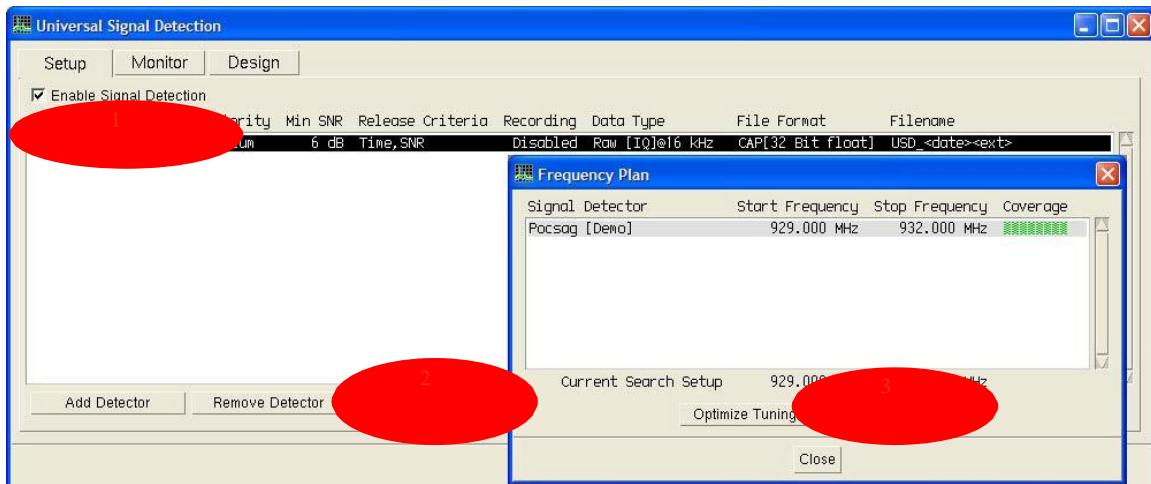 Universal Signal Detection
Setup Monitor Design
Enable Signal Detection
1
Min SNR Release Criteria Recording Data Type File Format Filename
6 dB Time,SNR Disabled Raw [IQ]@16 kHz CAP[32 Bit float] USD_<date><ext>
Frequency Plan
Signal Detector Start Frequency Stop Frequency Coverage
Pocsag [Demo] 929.000 MHz 932.000 MHz
2
Current Search Setup 929.000
3
Add Detector Remove Detector
Optimize Tuning
Close